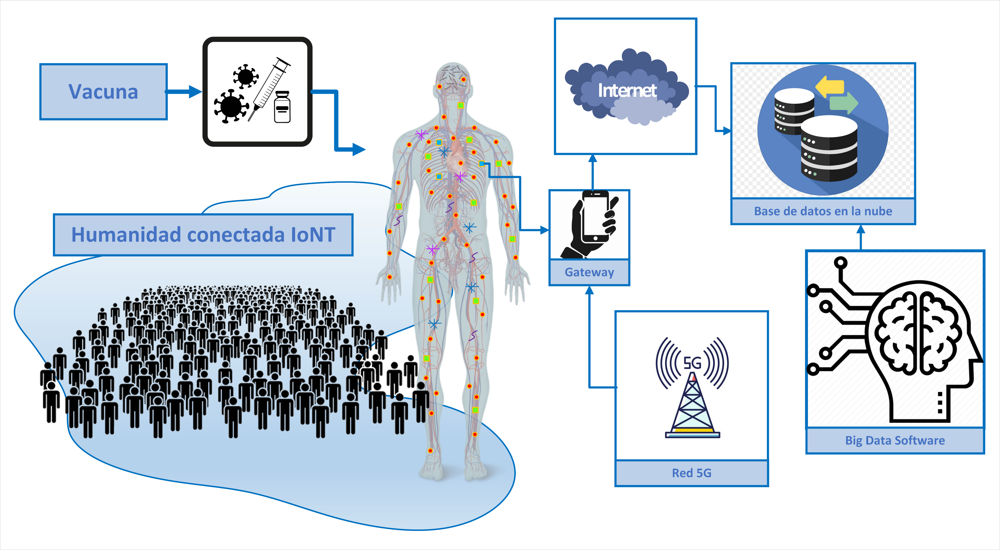 Vacuna
Internet
Base de datos en la nube
Humanidad conectada IoNT
Gateway
5G
Big Data Software
Red 5G